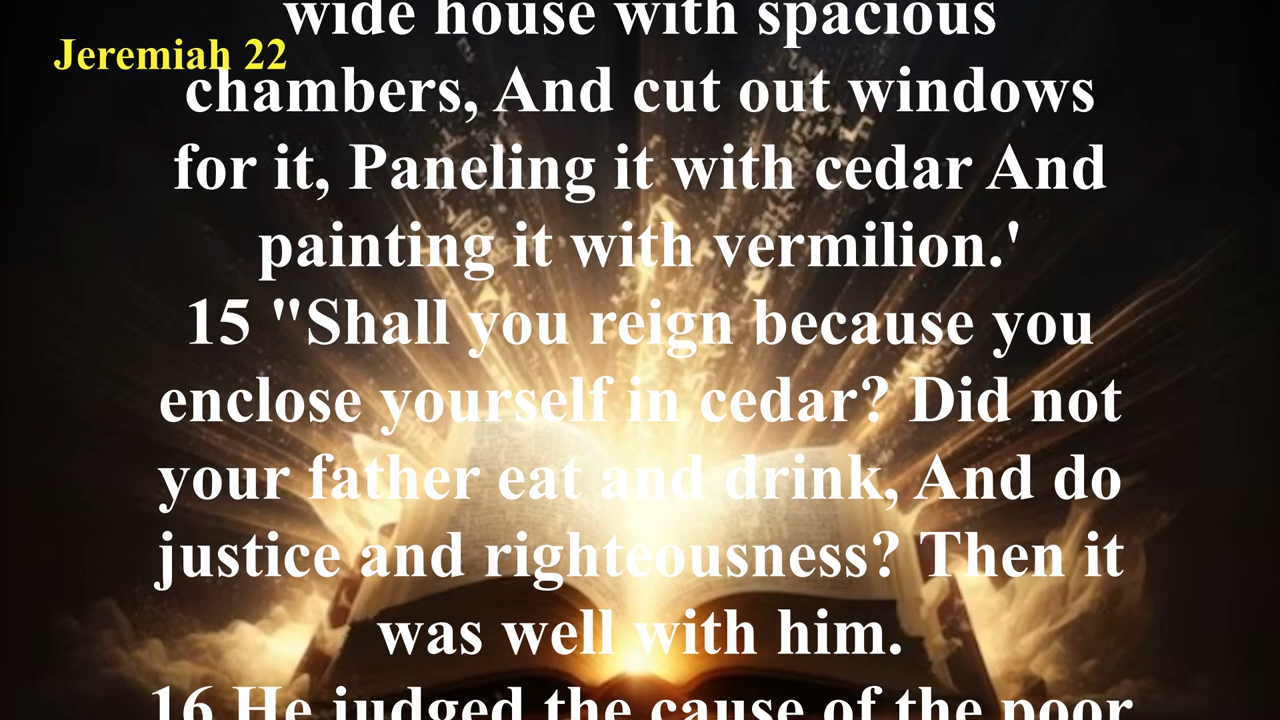 wide house with spacious
Jeremiah 22
chambers, And cut out windows
for it, Paneling it with cedar And
painting it with vermilion.'
15 "Shall you reign because you
enclose yourself in cedar? Did not
your father eat and drink, And do
justice and righteousness? Then it
was well with him.
16 He judged the cause of the poor